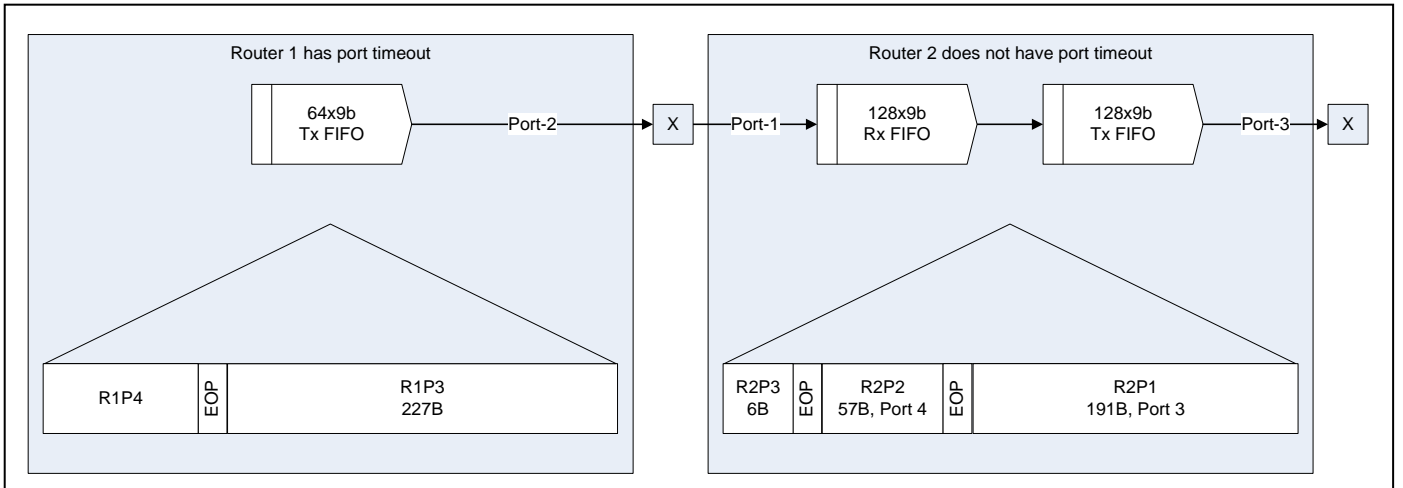 Router 1 has port timeout
64x9b
Tx FIFO
Port-2
X
R1P4
EOP
R1P3
227B
Router 2 does not have port timeout
Port-1
128x9b
Rx FIFO
128x9b
Tx FIFO
Port-3
X
R2P3
6B
EOP
R2P2
57B, Port 4
EOP
R2P1
191B, Port 3